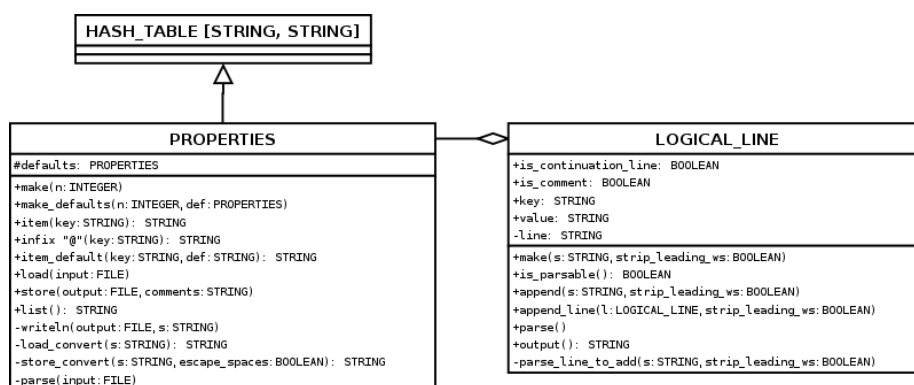 HASH_TABLE [STRING, STRING]
PROPERTIES
#defaults: PROPERTIES
+make(n:INTEGER)
+make_defaults(n:INTEGER,def:PROPERTIES)
+item(key:STRING): STRING
+infix "@"(key:STRING): STRING
+item_default(key:STRING,def:STRING): STRING
+load(input:FILE)
+store(output:FILE,comments:STRING)
+list(): STRING
-writeln(output:FILE,s:STRING)
-load_convert(s:STRING): STRING
-store_convert(s:STRING,escape_spaces:BOOLEAN): STRING
-parse(input:FILE)
LOGICAL_LINE
+is_continuation_line: BOOLEAN
+is_comment: BOOLEAN
+key: STRING
+value: STRING
-line: STRING
+make(s:STRING,strip_leading_ws:BOOLEAN)
+is_parsable(): BOOLEAN
+append(s:STRING,strip_leading_ws:BOOLEAN)
+append_line(l:LOGICAL_LINE,strip_leading_ws:BOOLEAN)
+parse()
+output(): STRING
-parse_line_to_add(s:STRING,strip_leading_ws:BOOLEAN)